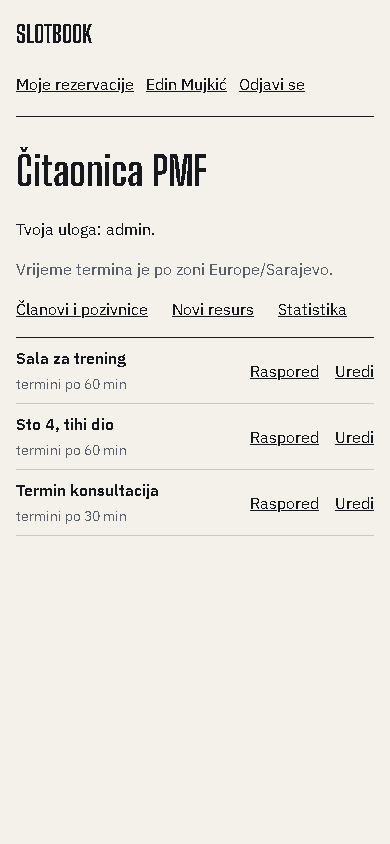 SLOTBOOK
Moje rezervacije Edin Mujkić Odjavi se
Čitaonica PMF
Tvoja uloga: admin.
Vrijeme termina je po zoni Europe/Sarajevo.
Članovi i pozivnice Novi resurs Statistika
Sala za trening
termini po 60 min
Raspored Uredi
Sto 4, tihi dio
termini po 60 min
Raspored Uredi
Termin konsultacija
termini po 30 min
Raspored Uredi